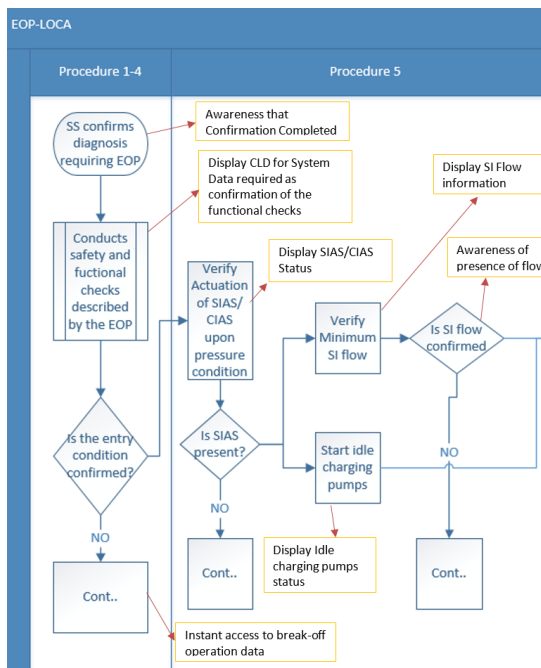 EOP-LOCA
Procedure 1-4
Procedure 5
SS confirms
diagnosis
requiring EOP
Awareness that
Confirmation Completed
Display CLD for System
Data required as
confirmation of the
functional checks
Conducts
safety and
fuctional checks
described by
the EOP
Is the entry
condition
confirmed?
NO
Cont..
Instant access to break-off
operation data
Verify
Actuation
of SIAS/
CIAS
upon
pressure
condition
Display SIAS/CIAS
Status
Is SIAS
present?
NO
Cont..
Verify
Minimum
SI flow
Display SI Flow
information
Start idle
charging
pumps
Display Idle
charging pumps
status
Is SI flow
confirmed
Awareness of
presence of flow
NO
Cont..